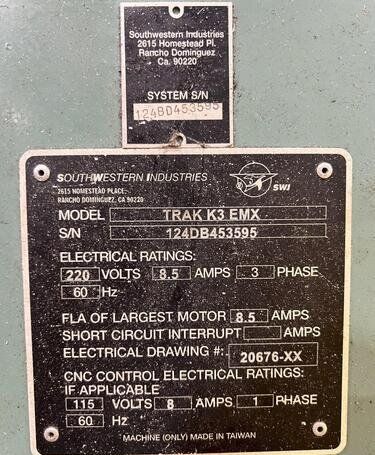 Southwestern Industries
2615 Homestead Pl.
Rancho Dominguez
Ca. 90220
SYSTEM S/N
124BD453595
SOUTHWESTERN INDUSTRIES
2615 HOMESTEAD PLACE
RANCHO DOMINGUEZ, CA 90220
SWI
MODEL TRAK K3 EMX
S/N 124DB453595
ELECTRICAL RATINGS:
220 VOLTS 8.5 AMPS 3 PHASE
60 Hz
FLA OF LARGEST MOTOR 8.5 AMPS
SHORT CIRCUIT INTERRUPT AMPS
ELECTRICAL DRAWING #: 20676-XX
CNC CONTROL ELECTRICAL RATINGS:
IF APPLICABLE
115 VOLTS 8 AMPS 1 PHASE
60 Hz
MACHINE (ONLY) MADE IN TAIWAN